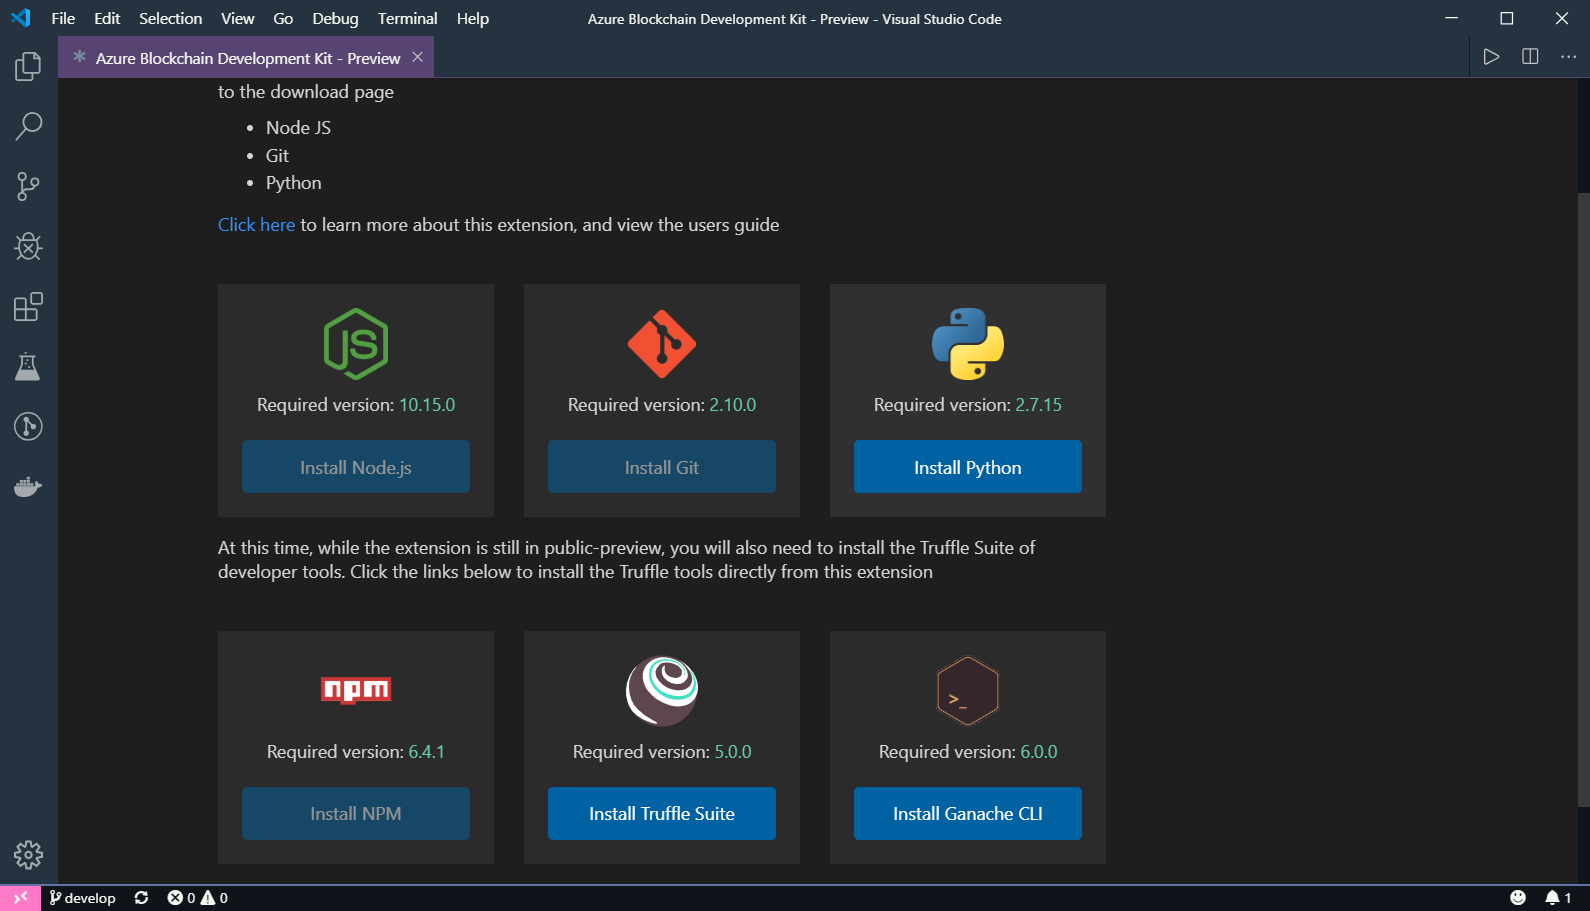 File Edit Selection View Go Debug Terminal Help
Azure Blockchain Development Kit - Preview - Visual Studio Code
Azure Blockchain Development Kit - Preview
to the download page
Node JS
Git
Python
Click here to learn more about this extension, and view the users guide
JS
Required version: 10.15.0
Install Node.js
Required version: 2.10.0
Install Git
Required version: 2.7.15
Install Python
At this time, while the extension is still in public-preview, you will also need to install the Truffle Suite of
developer tools. Click the links below to install the Truffle tools directly from this extension
npm
Required version: 6.4.1
Install NPM
Required version: 5.0.0
Install Truffle Suite
>_
Required version: 6.0.0
Install Ganache CLI
develop 0 0
1